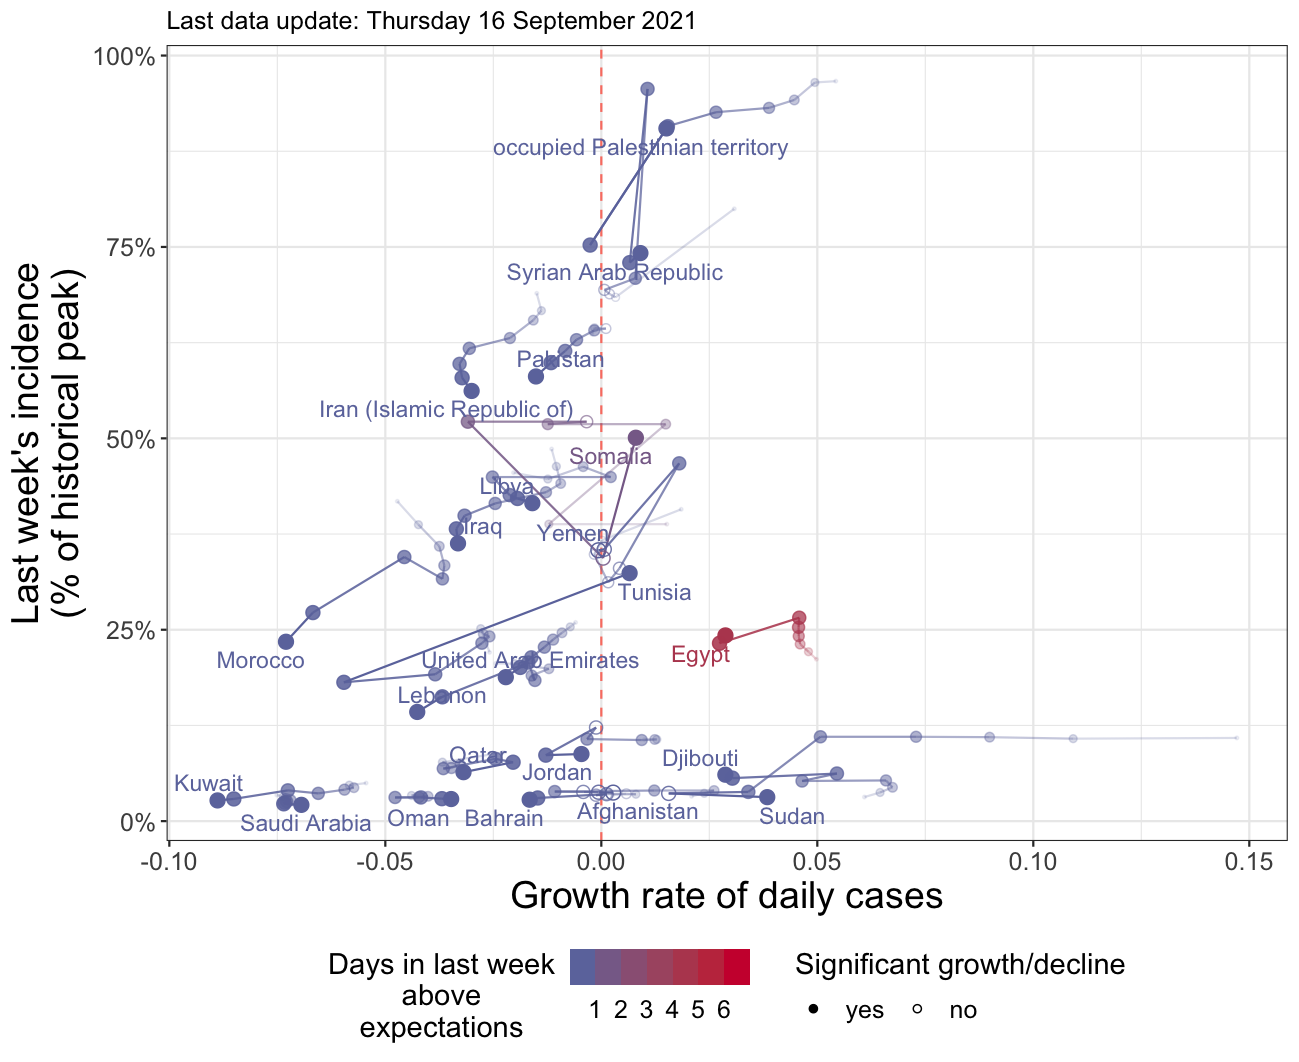 Last data update: Thursday 16 September 2021
100%
75%
50%
25%
0%
Last week's incidence
(% of historical peak)
occupied Palestinian territory
Syrian Arab Republic
Pakistan
Iran (Islamic Republic of)
Somalia
Libya
Iraq
Yemen
Tunisia
Morocco
United Arab Emirates
Egypt
Lebanon
Qatar
Jordan
Djibouti
Kuwait
Saudi Arabia
Oman
Bahrain
Afghanistan
Sudan
-0.10 -0.05 0.00 0.05 0.10 0.15
Growth rate of daily cases
Days in last week
above
expectations
1 2 3 4 5 6
Significant growth/decline
yes no